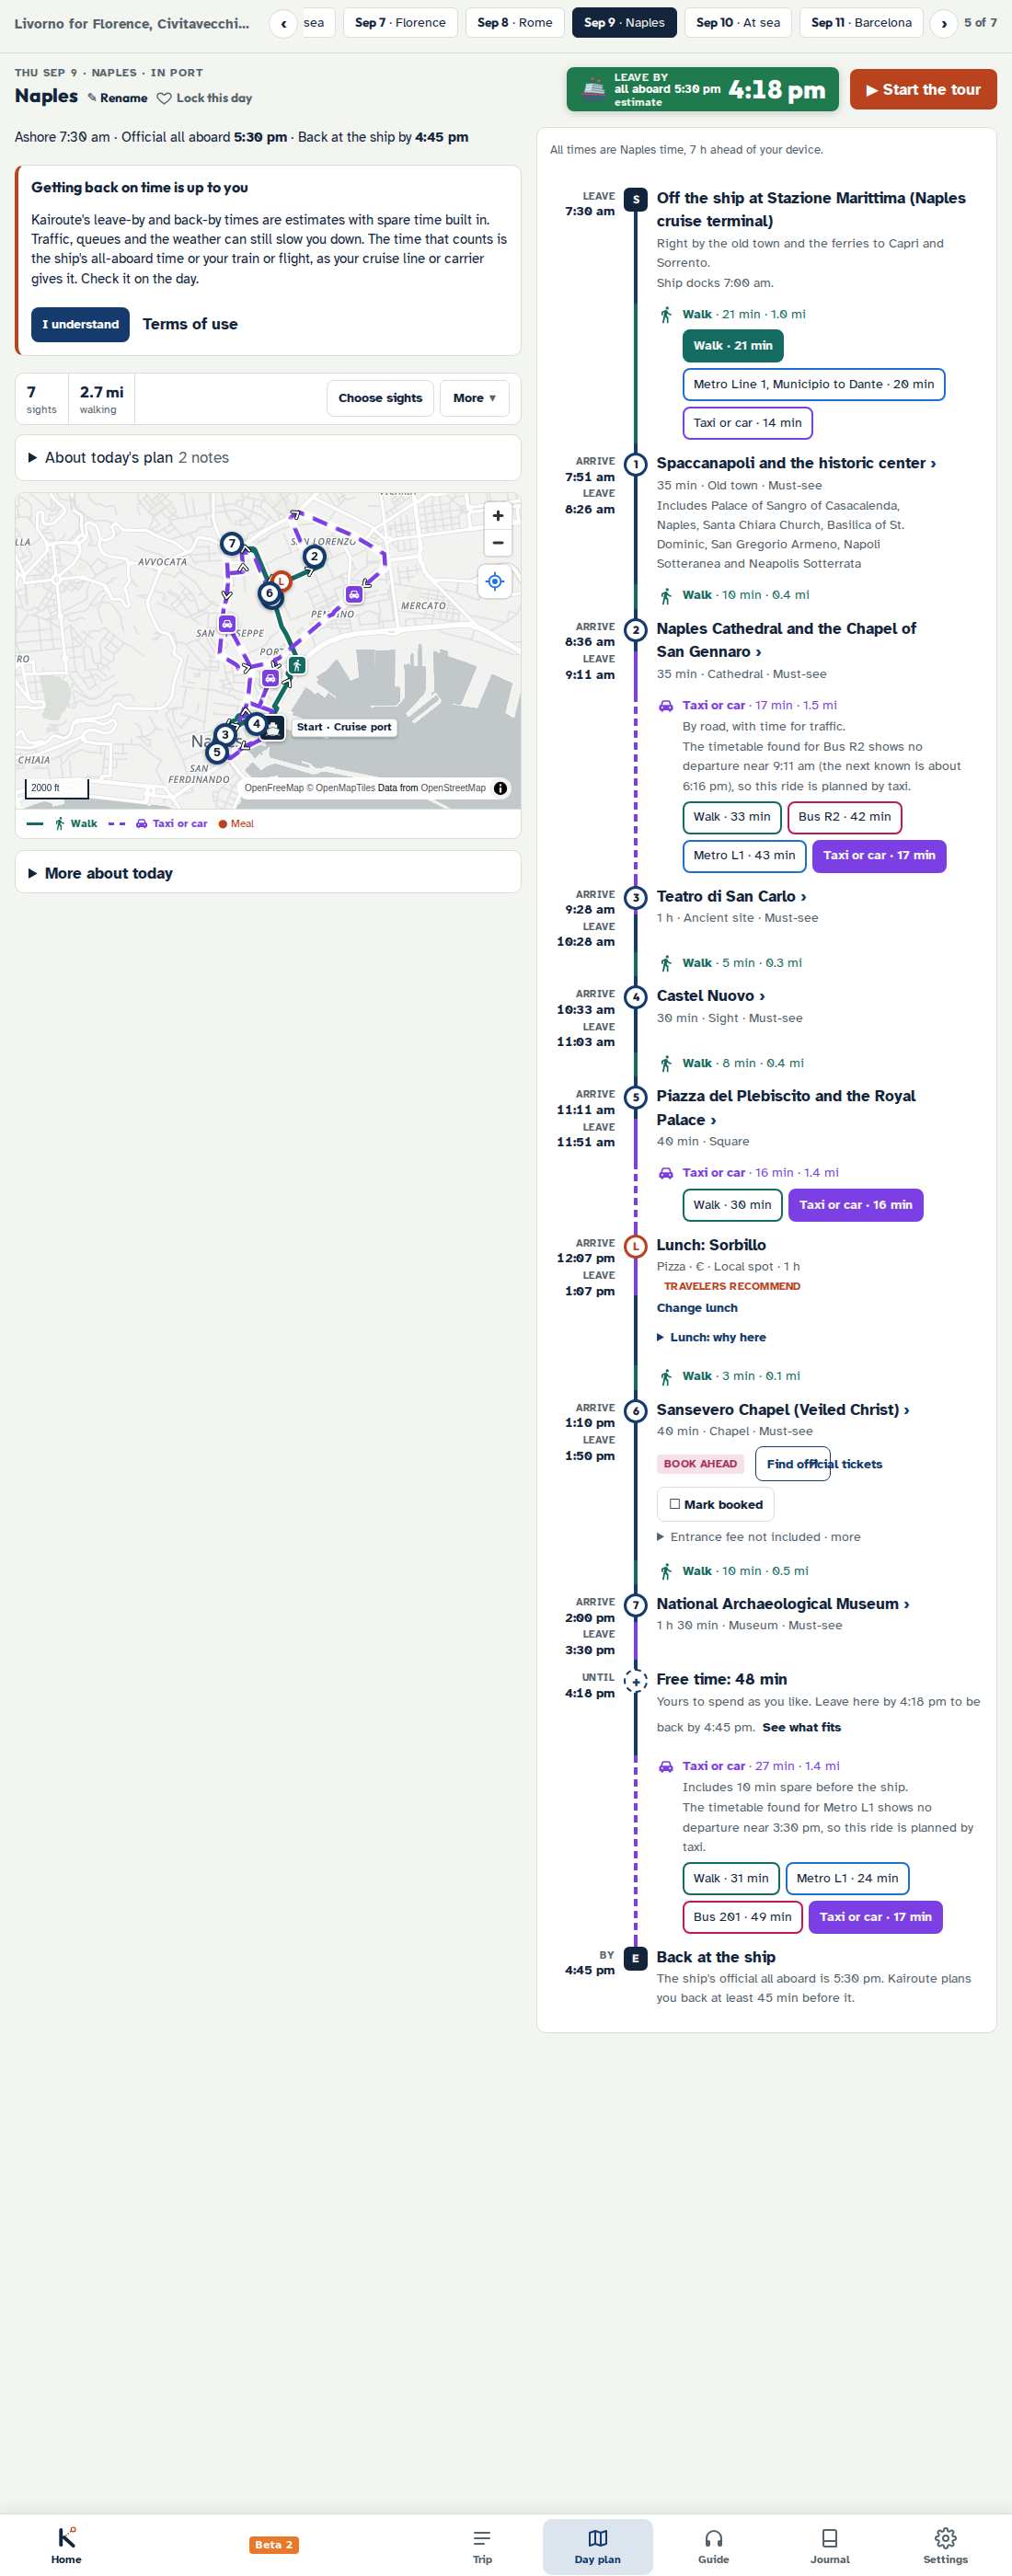 Livorno for Florence, Civitavecchi...
‹
sea
Sep 7 · Florence
Sep 8 · Rome
Sep 9 · Naples
Sep 10 · At sea
Sep 11 · Barcelona
›
5 of 7
THU SEP 9 · NAPLES · IN PORT
Naples ✎ Rename ♡ Lock this day
LEAVE BY
all aboard 5:30 pm
estimate
4:18 pm
▶ Start the tour
Ashore 7:30 am · Official all aboard 5:30 pm · Back at the ship by 4:45 pm
Getting back on time is up to you
Kairoute's leave-by and back-by times are estimates with spare time built in.
Traffic, queues and the weather can still slow you down. The time that counts is
the ship's all-aboard time or your train or flight, as your cruise line or carrier
gives it. Check it on the day.
I understand
Terms of use
7
sights
2.7 mi
walking
Choose sights
More ▼
▶ About today's plan 2 notes
AVVOCATA
MERCATO
LLA
RO
CHIAIA
SAN
FERDINANDO
7
2
L
6
4
3
5
+
−
Start · Cruise port
2000 ft
OpenFreeMap © OpenMapTiles Data from OpenStreetMap
Walk
Taxi or car
Meal
▶ More about today
All times are Naples time, 7 h ahead of your device.
LEAVE
7:30 am
S
Off the ship at Stazione Marittima (Naples
cruise terminal)
Right by the old town and the ferries to Capri and
Sorrento.
Ship docks 7:00 am.
Walk · 21 min · 1.0 mi
Walk · 21 min
Metro Line 1, Municipio to Dante · 20 min
Taxi or car · 14 min
ARRIVE
7:51 am
LEAVE
8:26 am
1
Spaccanapoli and the historic center ›
35 min · Old town · Must-see
Includes Palace of Sangro of Casacalenda,
Naples, Santa Chiara Church, Basilica of St.
Dominic, San Gregorio Armeno, Napoli
Sotteranea and Neapolis Sotterrata
Walk · 10 min · 0.4 mi
ARRIVE
8:36 am
LEAVE
9:11 am
2
Naples Cathedral and the Chapel of
San Gennaro ›
35 min · Cathedral · Must-see
Taxi or car · 17 min · 1.5 mi
By road, with time for traffic.
The timetable found for Bus R2 shows no
departure near 9:11 am (the next known is about
6:16 pm), so this ride is planned by taxi.
Walk · 33 min
Bus R2 · 42 min
Metro L1 · 43 min
Taxi or car · 17 min
ARRIVE
9:28 am
LEAVE
10:28 am
3
Teatro di San Carlo ›
1 h · Ancient site · Must-see
Walk · 5 min · 0.3 mi
ARRIVE
10:33 am
LEAVE
11:03 am
4
Castel Nuovo ›
30 min · Sight · Must-see
Walk · 8 min · 0.4 mi
ARRIVE
11:11 am
LEAVE
11:51 am
5
Piazza del Plebiscito and the Royal
Palace ›
40 min · Square
Taxi or car · 16 min · 1.4 mi
Walk · 30 min
Taxi or car · 16 min
ARRIVE
12:07 pm
LEAVE
1:07 pm
L
Lunch: Sorbillo
Pizza · € · Local spot · 1 h
TRAVELERS RECOMMEND
Change lunch
▶ Lunch: why here
Walk · 3 min · 0.1 mi
ARRIVE
1:10 pm
LEAVE
1:50 pm
6
Sansevero Chapel (Veiled Christ) ›
40 min · Chapel · Must-see
BOOK AHEAD
Find official tickets
☐ Mark booked
▶ Entrance fee not included · more
Walk · 10 min · 0.5 mi
ARRIVE
2:00 pm
LEAVE
3:30 pm
7
National Archaeological Museum ›
1 h 30 min · Museum · Must-see
UNTIL
4:18 pm
+
Free time: 48 min
Yours to spend as you like. Leave here by 4:18 pm to be
back by 4:45 pm. See what fits
Taxi or car · 27 min · 1.4 mi
Includes 10 min spare before the ship.
The timetable found for Metro L1 shows no
departure near 3:30 pm, so this ride is planned by
taxi.
Walk · 31 min
Metro L1 · 24 min
Bus 201 · 49 min
Taxi or car · 17 min
BY
4:45 pm
E
Back at the ship
The ship's official all aboard is 5:30 pm. Kairoute plans
you back at least 45 min before it.
Home
Beta 2
Trip
Day plan
Guide
Journal
Settings